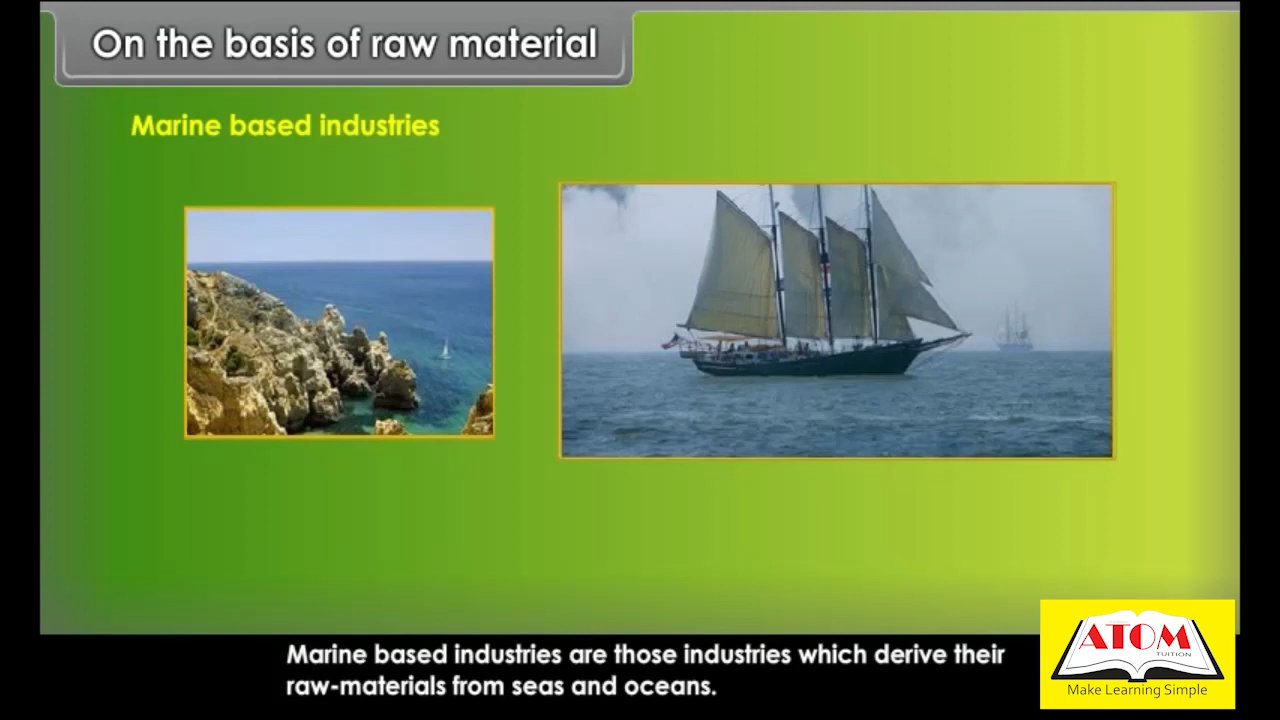 On the basis of raw material
Marine based industries
Marine based industries are those industries which derive their
raw-materials from seas and oceans.
ATOM
TUITION
Make Learning Simple